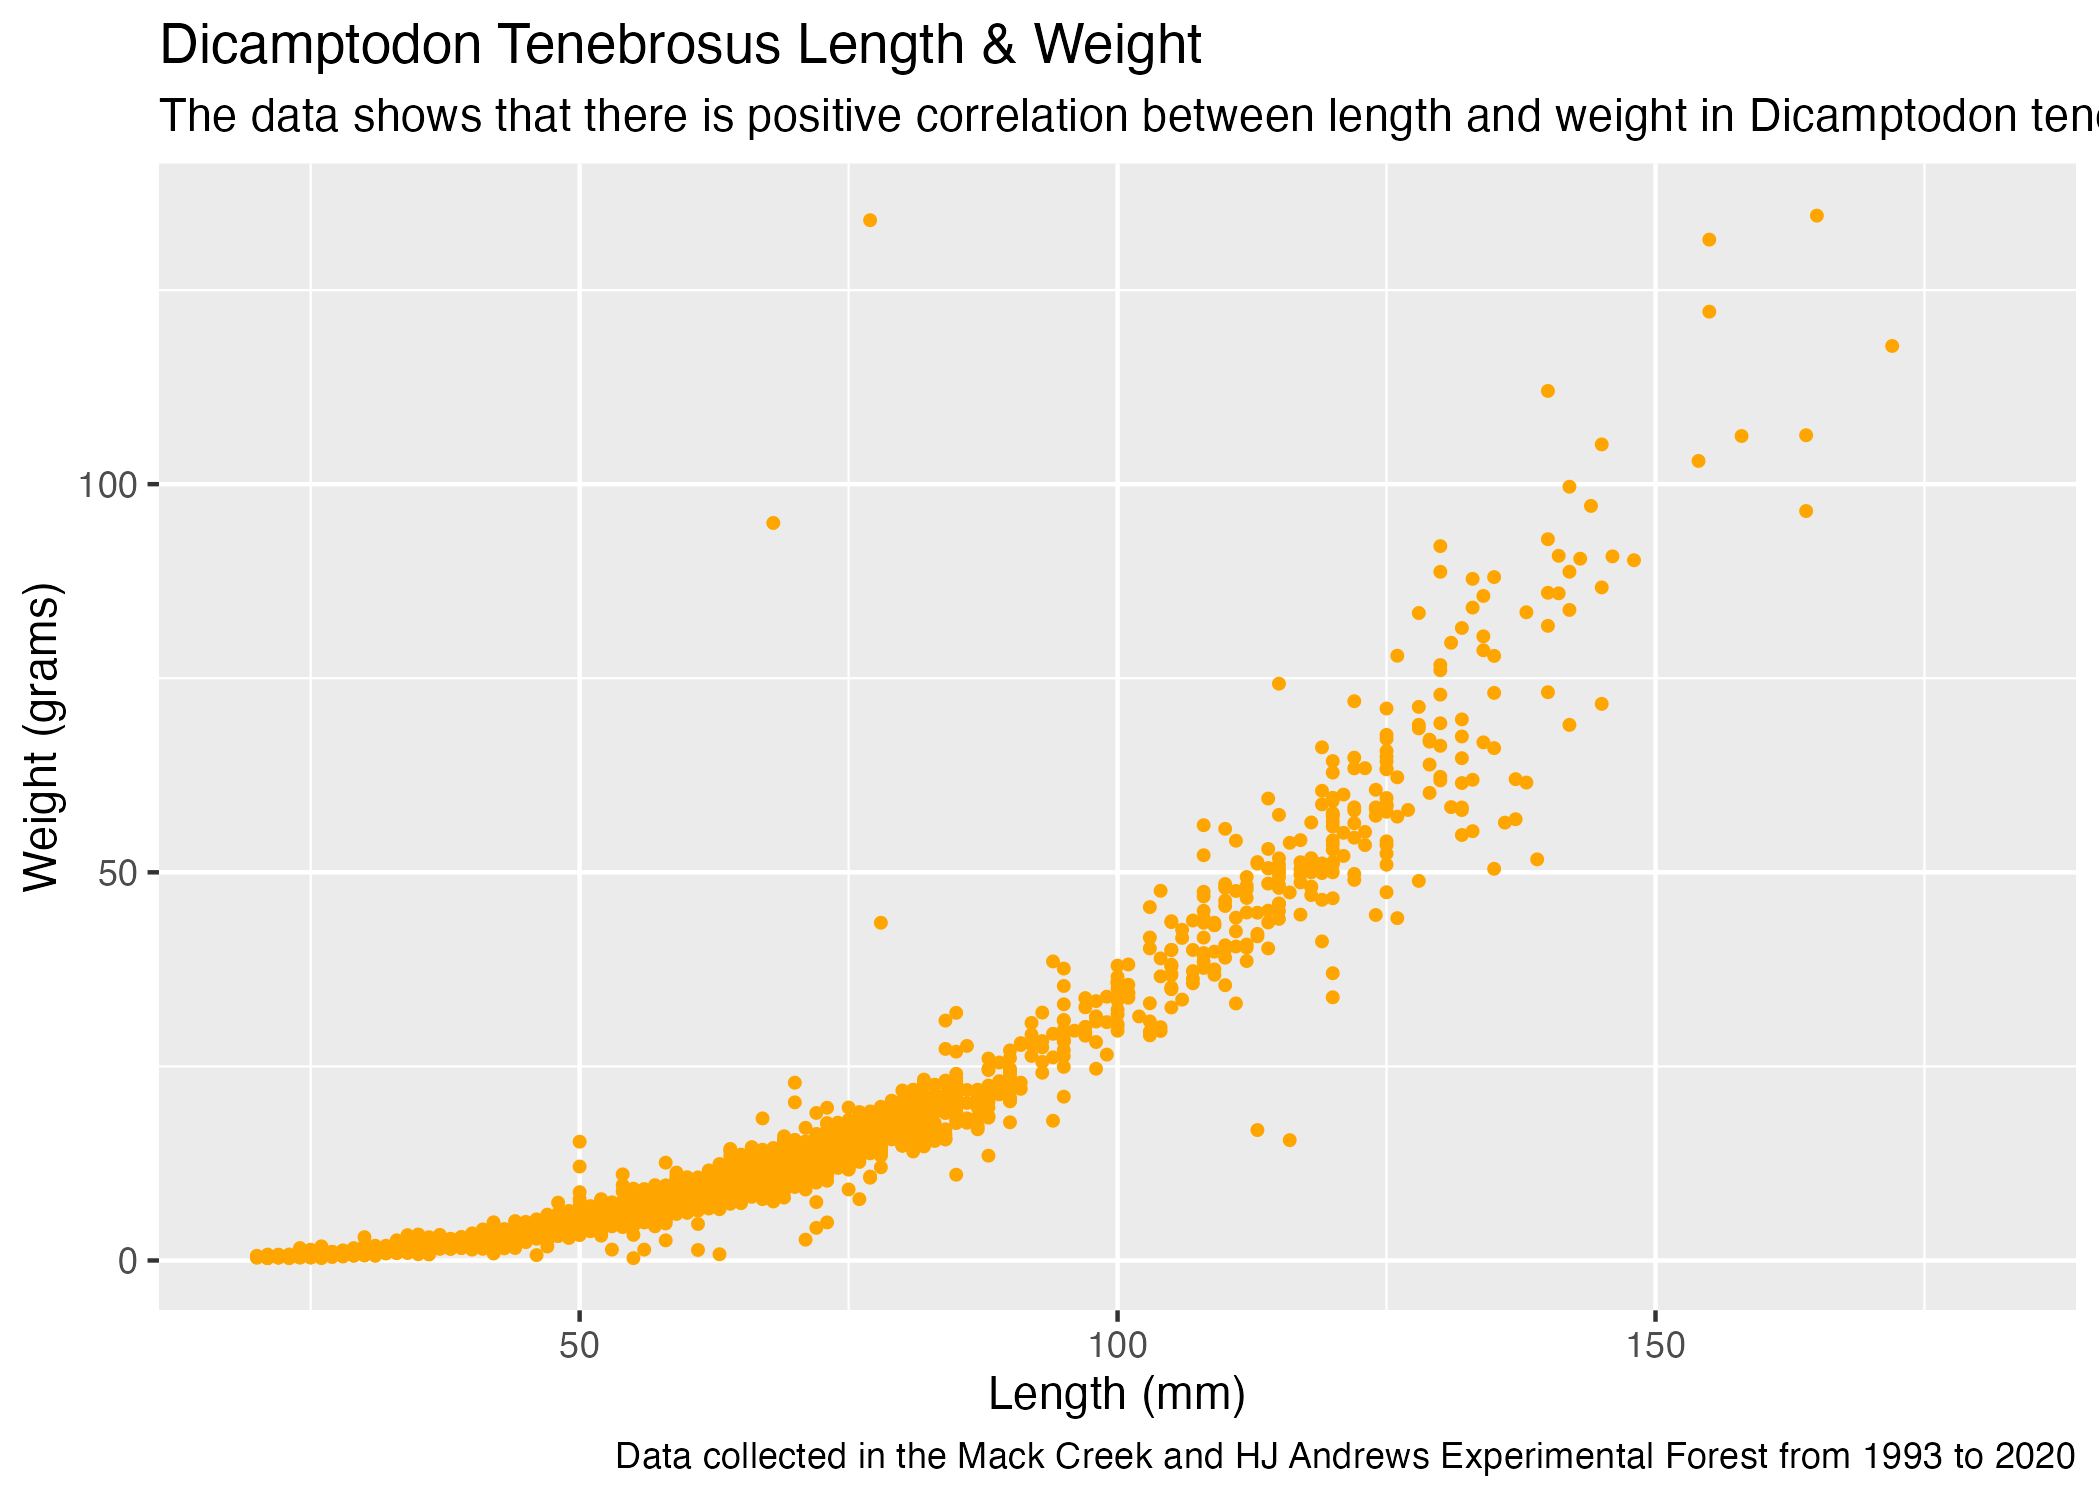 Dicamptodon Tenebrosus Length & Weight
The data shows that there is positive correlation between length and weight in Dicamptodon
100
50
0
Weight (grams)
50 100 150
Length (mm)
Data collected in the Mack Creek and HJ Andrews Experimental Forest from 1993 to 2020